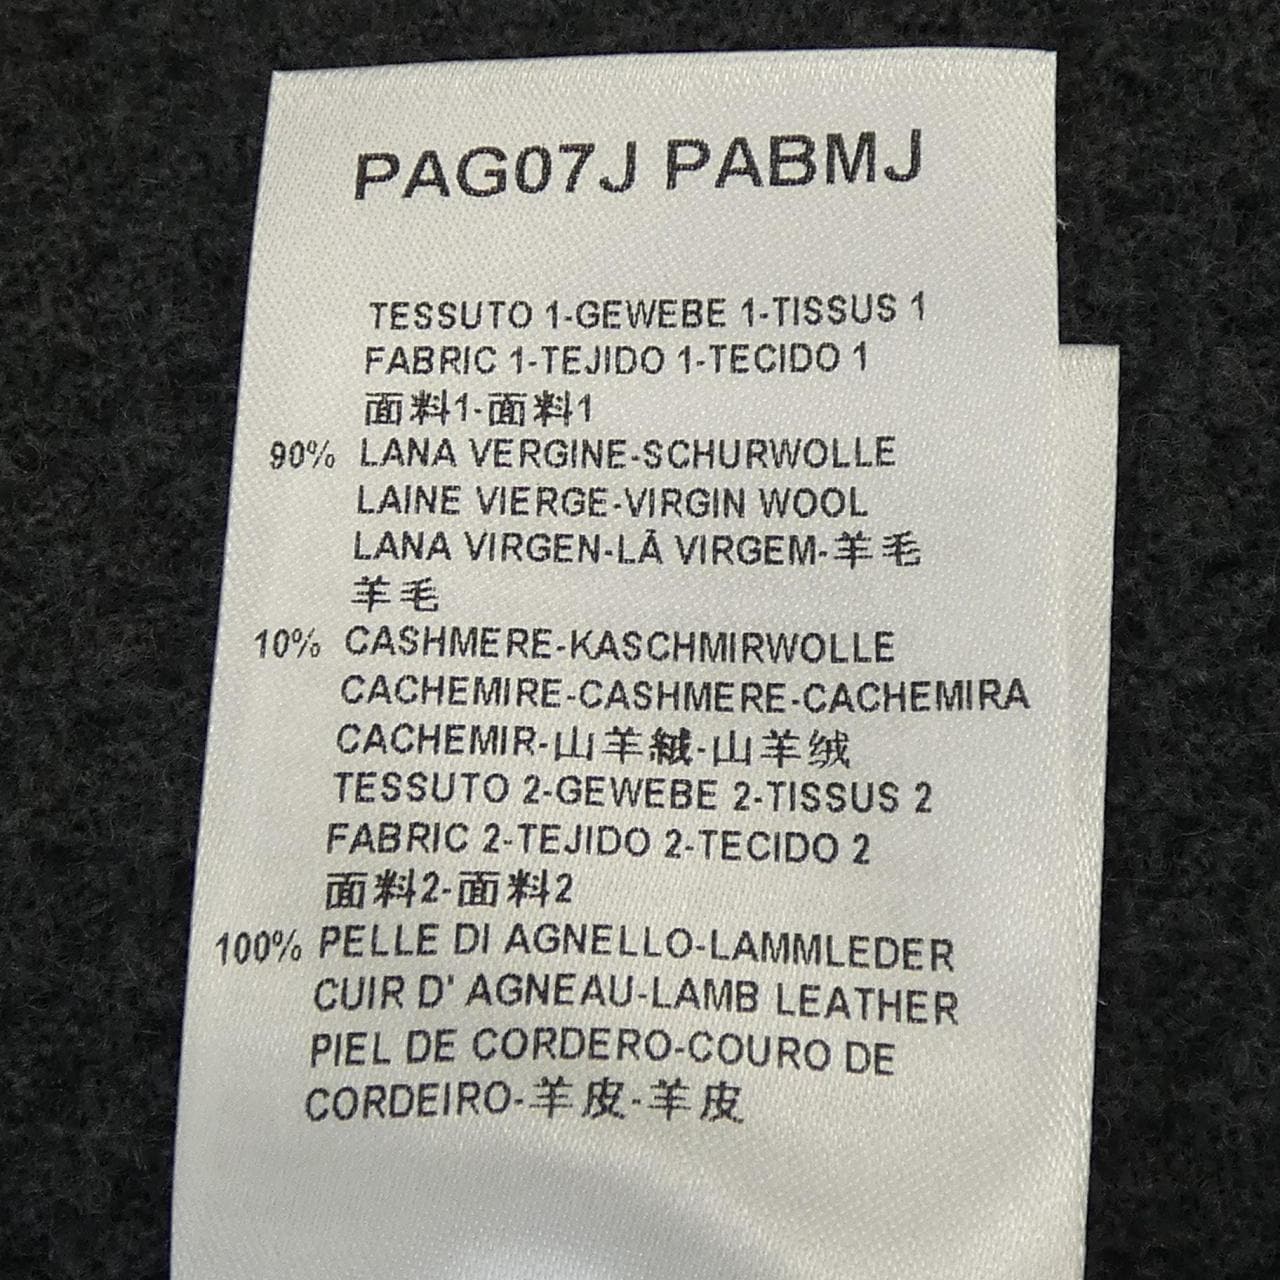 PAG07J PABMJ
TESSUTO 1-GEWEBE 1-TISSUS 1
FABRIC 1-TEJIDO 1-TECIDO 1
面料1-面料1
90% LANA VERGINE-SCHURWOLLE
LAINE VIERGE-VIRGIN WOOL
LANA VIRGEN-LÃ VIRGEM-羊毛
羊毛
10% CASHMERE-KASCHMIRWOLLE
CACHEMIRE-CASHMERE-CACHEMIRA
CACHEMIR-山羊絨-山羊绒
TESSUTO 2-GEWEBE 2-TISSUS 2
FABRIC 2-TEJIDO 2-TECIDO 2
面料2-面料2
100% PELLE DI AGNELLO-LAMMLEDER
CUIR D' AGNEAU-LAMB LEATHER
PIEL DE CORDERO-COURO DE
CORDEIRO-羊皮-羊皮